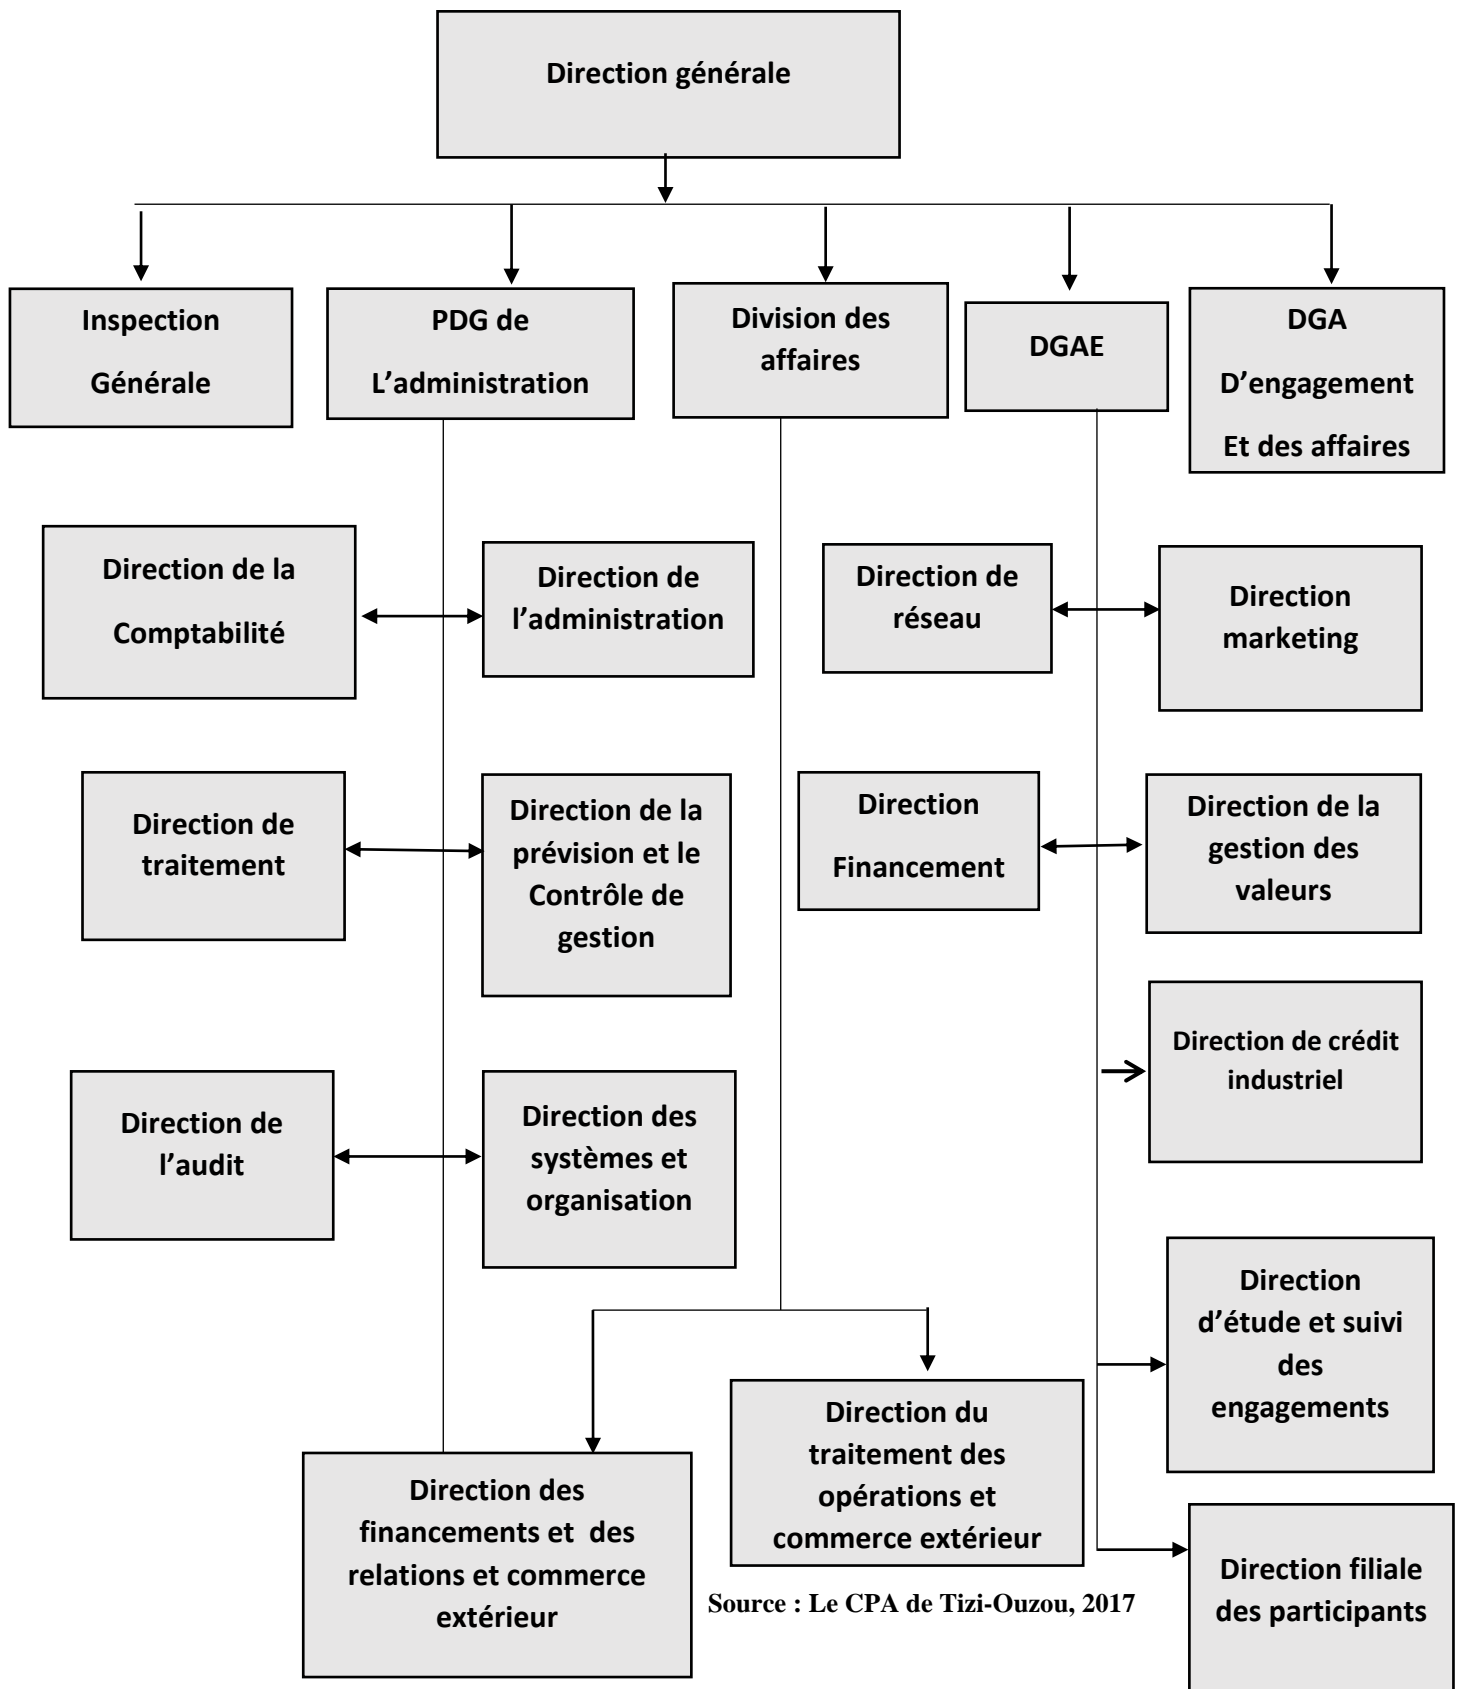 Direction générale
Inspection
Générale
PDG de
L’administration
Division des
affaires
DGAE
DGA
D’engagement
Et des affaires
Direction de la
Comptabilité
Direction de
l’administration
Direction de
réseau
Direction
marketing
Direction de
traitement
Direction de la
prévision et le
Contrôle de
gestion
Direction
Financement
Direction de la
gestion des
valeurs
Direction de l’audit
Direction des
systèmes et
organisation
Direction de crédit
industriel
Direction
d’étude et suivi
des
engagements
Direction des
financements et  des
relations et commerce
extérieur
Direction du
traitement des
opérations et
commerce extérieur
Direction filiale
des participants
Source : Le CPA de Tizi-Ouzou, 2017